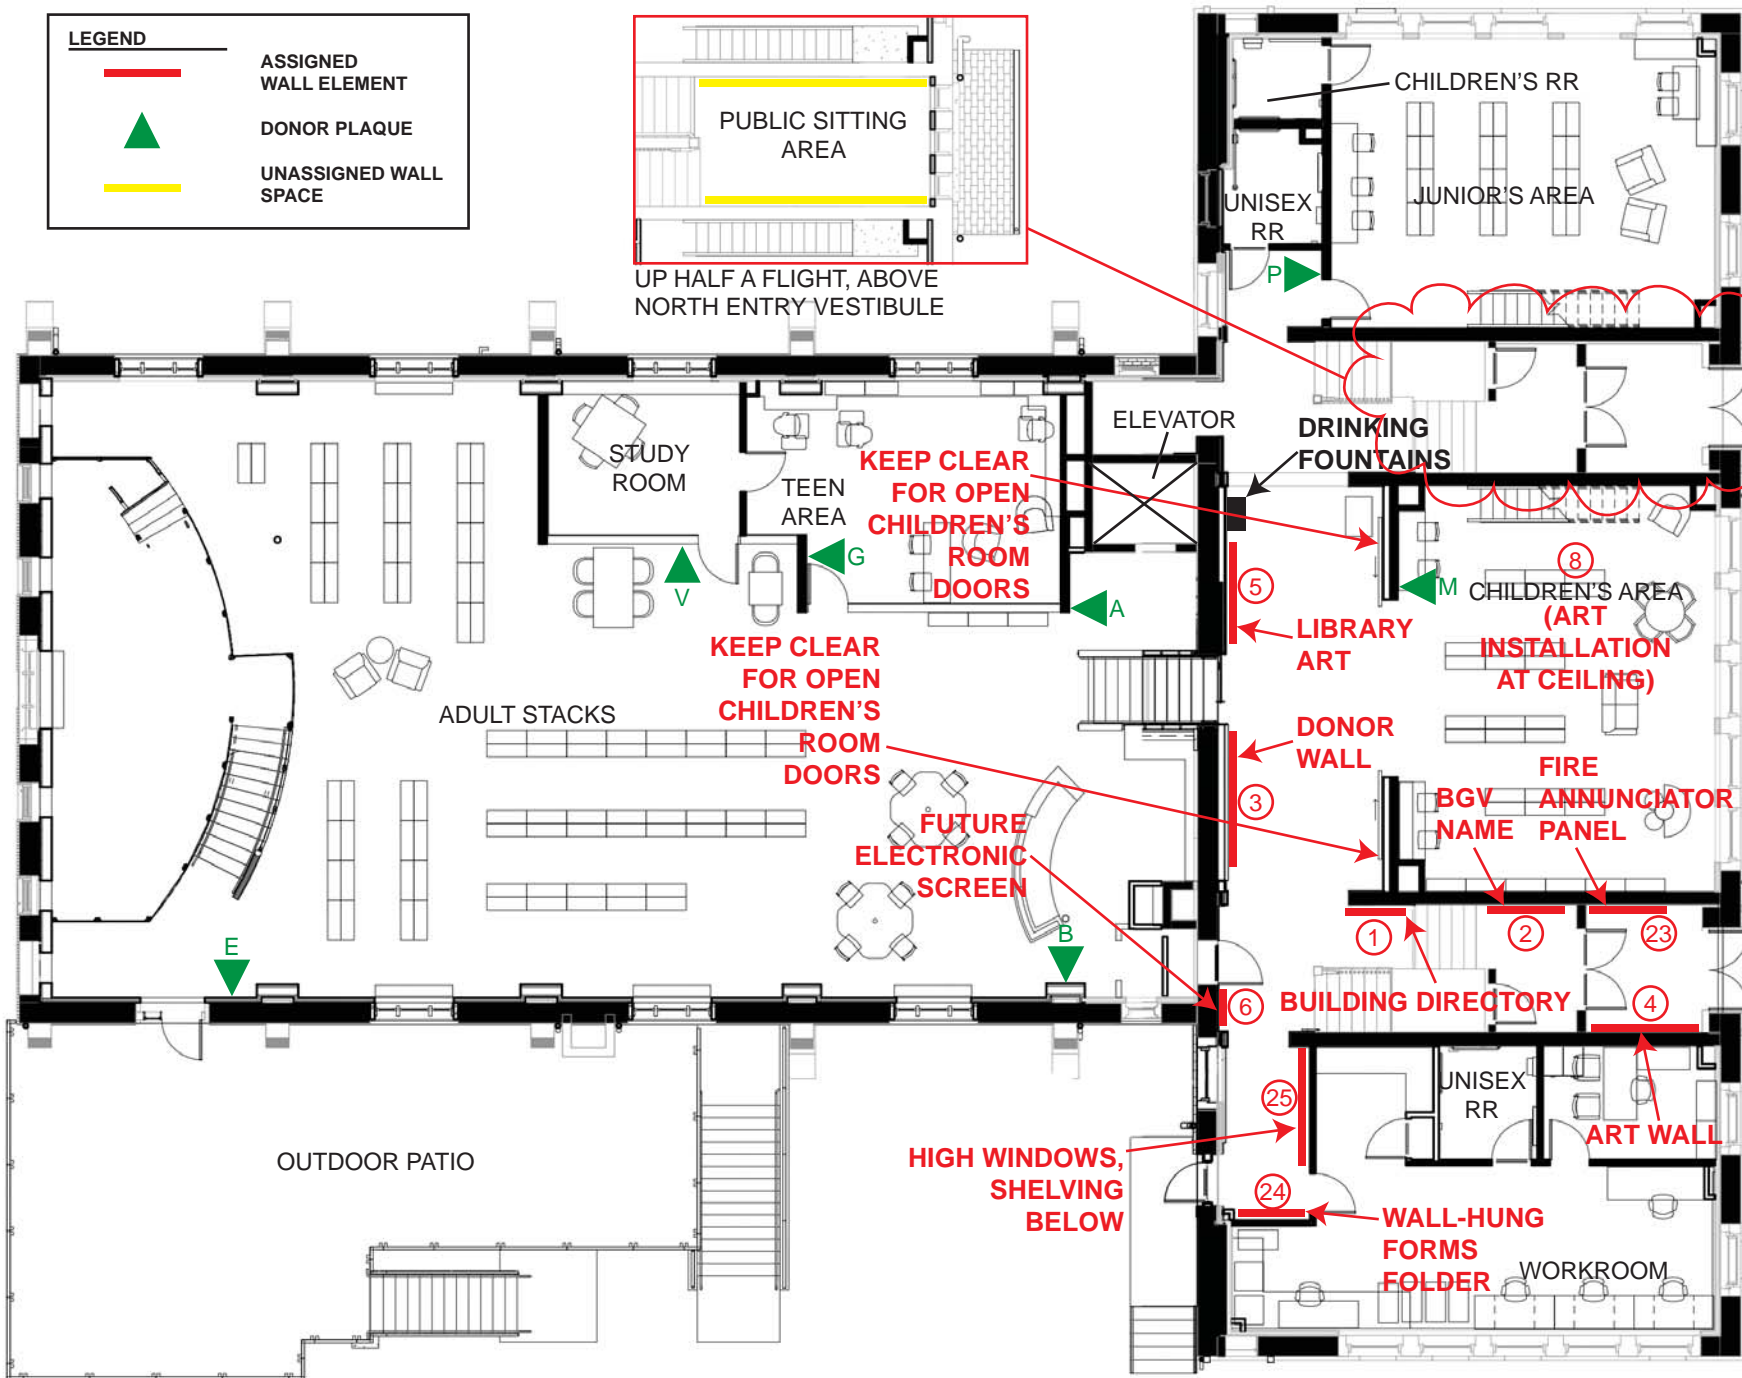 LEGEND
ASSIGNED
WALL ELEMENT
DONOR PLAQUE
UNASSIGNED WALL
SPACE
PUBLIC SITTING
AREA
UP HALF A FLIGHT, ABOVE
NORTH ENTRY VESTIBULE
CHILDREN'S RR
JUNIOR'S AREA
UNISEX
RR
P
ELEVATOR
DRINKING
FOUNTAINS
STUDY
ROOM
TEEN
AREA
KEEP CLEAR
FOR OPEN
CHILDREN'S
ROOM
DOORS
V
G
A
5
LIBRARY
ART
M
8
CHILDREN'S AREA
(ART
INSTALLATION
AT CEILING)
KEEP CLEAR
FOR OPEN
CHILDREN'S
ROOM
DOORS
ADULT STACKS
DONOR
WALL
3
FUTURE
ELECTRONIC
SCREEN
BGV
NAME
FIRE
ANNUNCIATOR
PANEL
E
B
1
2
23
6
BUILDING DIRECTORY
4
25
UNISEX
RR
ART WALL
OUTDOOR PATIO
HIGH WINDOWS,
SHELVING
BELOW
24
WALL-HUNG
FORMS
FOLDER
WORKROOM